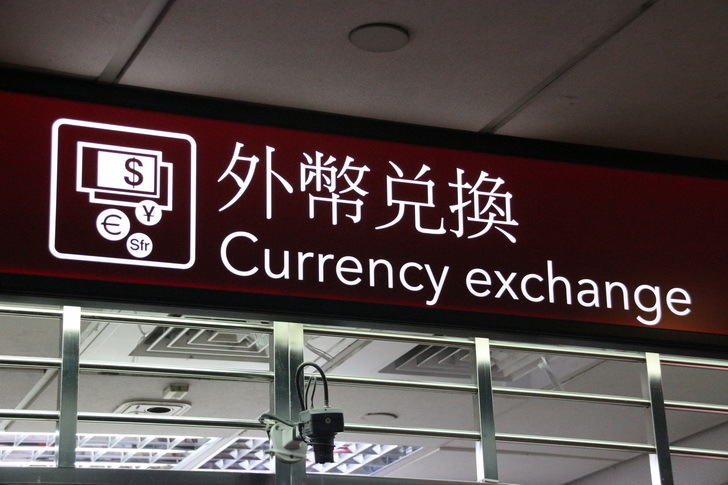 外幣兌換
Currency exchange
$
€
¥
Sfr